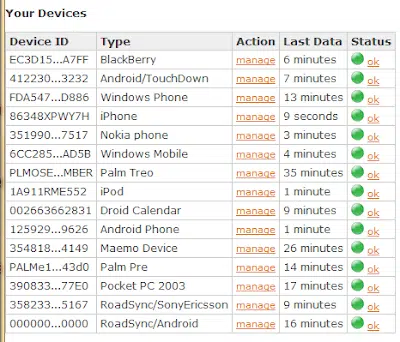 Your Devices
Device ID Type Action Last Data Status
EC3D15...A7FF BlackBerry manage 6 minutes ok
412230...3232 Android/TouchDown manage 7 minutes ok
FDA547...D886 Windows Phone manage 13 minutes ok
86348XPWY7H iPhone manage 9 seconds ok
351990...7517 Nokia phone manage 3 minutes ok
6CC285...AD5B Windows Mobile manage 4 minutes ok
PLMOSE...MBER Palm Treo manage 35 minutes ok
1A911RME552 iPod manage 1 minute ok
002663662831 Droid Calendar manage 9 minutes ok
125929...9626 Android Phone manage 1 minute ok
354818...4149 Maemo Device manage 26 minutes ok
PALMe1...43d0 Palm Pre manage 14 minutes ok
390833...77E0 Pocket PC 2003 manage 17 minutes ok
358233...5167 RoadSync/SonyEricsson manage 9 minutes ok
000000...0000 RoadSync/Android manage 16 minutes ok